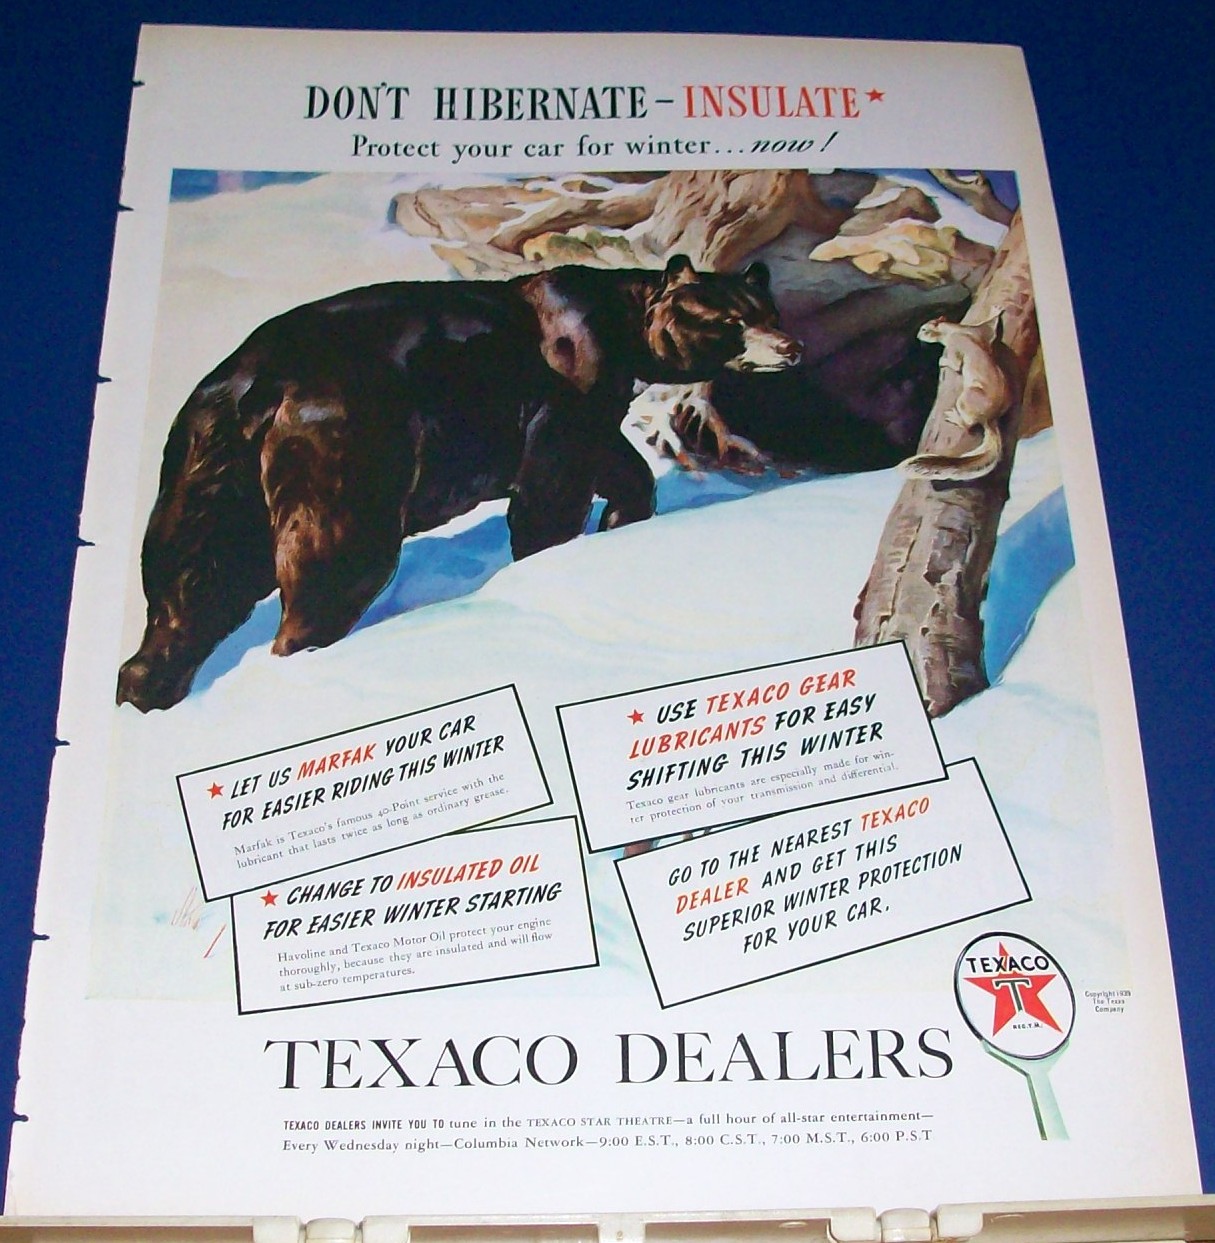 DON'T HIBERNATE – INSULATE★
Protect your car for winter...now!
★ LET US MARFAK YOUR CAR
FOR EASIER RIDING THIS WINTER
Marfak is Texaco's famous 40-Point service with the
lubricant that lasts twice as long as ordinary grease.
★ USE TEXACO GEAR
LUBRICANTS FOR EASY
SHIFTING THIS WINTER
Texaco gear lubricants are especially made for win-
ter protection of your transmission and differential.
★ CHANGE TO INSULATED OIL
FOR EASIER WINTER STARTING
Havoline and Texaco Motor Oil protect your engine
thoroughly, because they are insulated and will flow
at sub-zero temperatures.
GO TO THE NEAREST TEXACO
DEALER AND GET THIS
SUPERIOR WINTER PROTECTION
FOR YOUR CAR.
TEXACO
T
REG. T.M.
Copyright 1939
The Texas
Company
TEXACO DEALERS
TEXACO DEALERS INVITE YOU TO tune in the TEXACO STAR THEATRE—a full hour of all-star entertainment—
Every Wednesday night—Columbia Network—9:00 E.S.T., 8:00 C.S.T., 7:00 M.S.T., 6:00 P.S.T